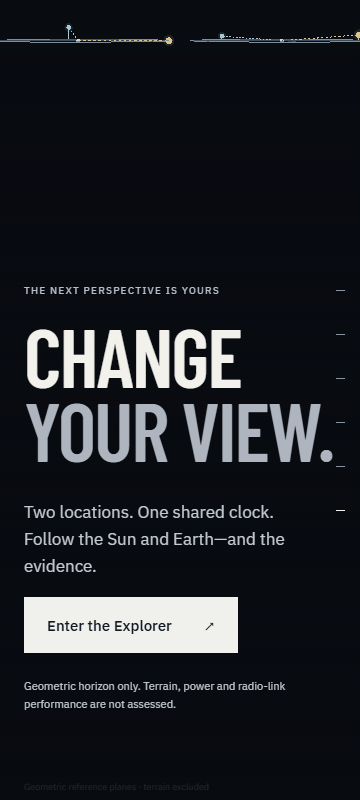 THE NEXT PERSPECTIVE IS YOURS
CHANGE
YOUR VIEW.
Two locations. One shared clock.
Follow the Sun and Earth—and the
evidence.
Enter the Explorer ↗
Geometric horizon only. Terrain, power and radio-link
performance are not assessed.
Geometric reference planes · terrain excluded